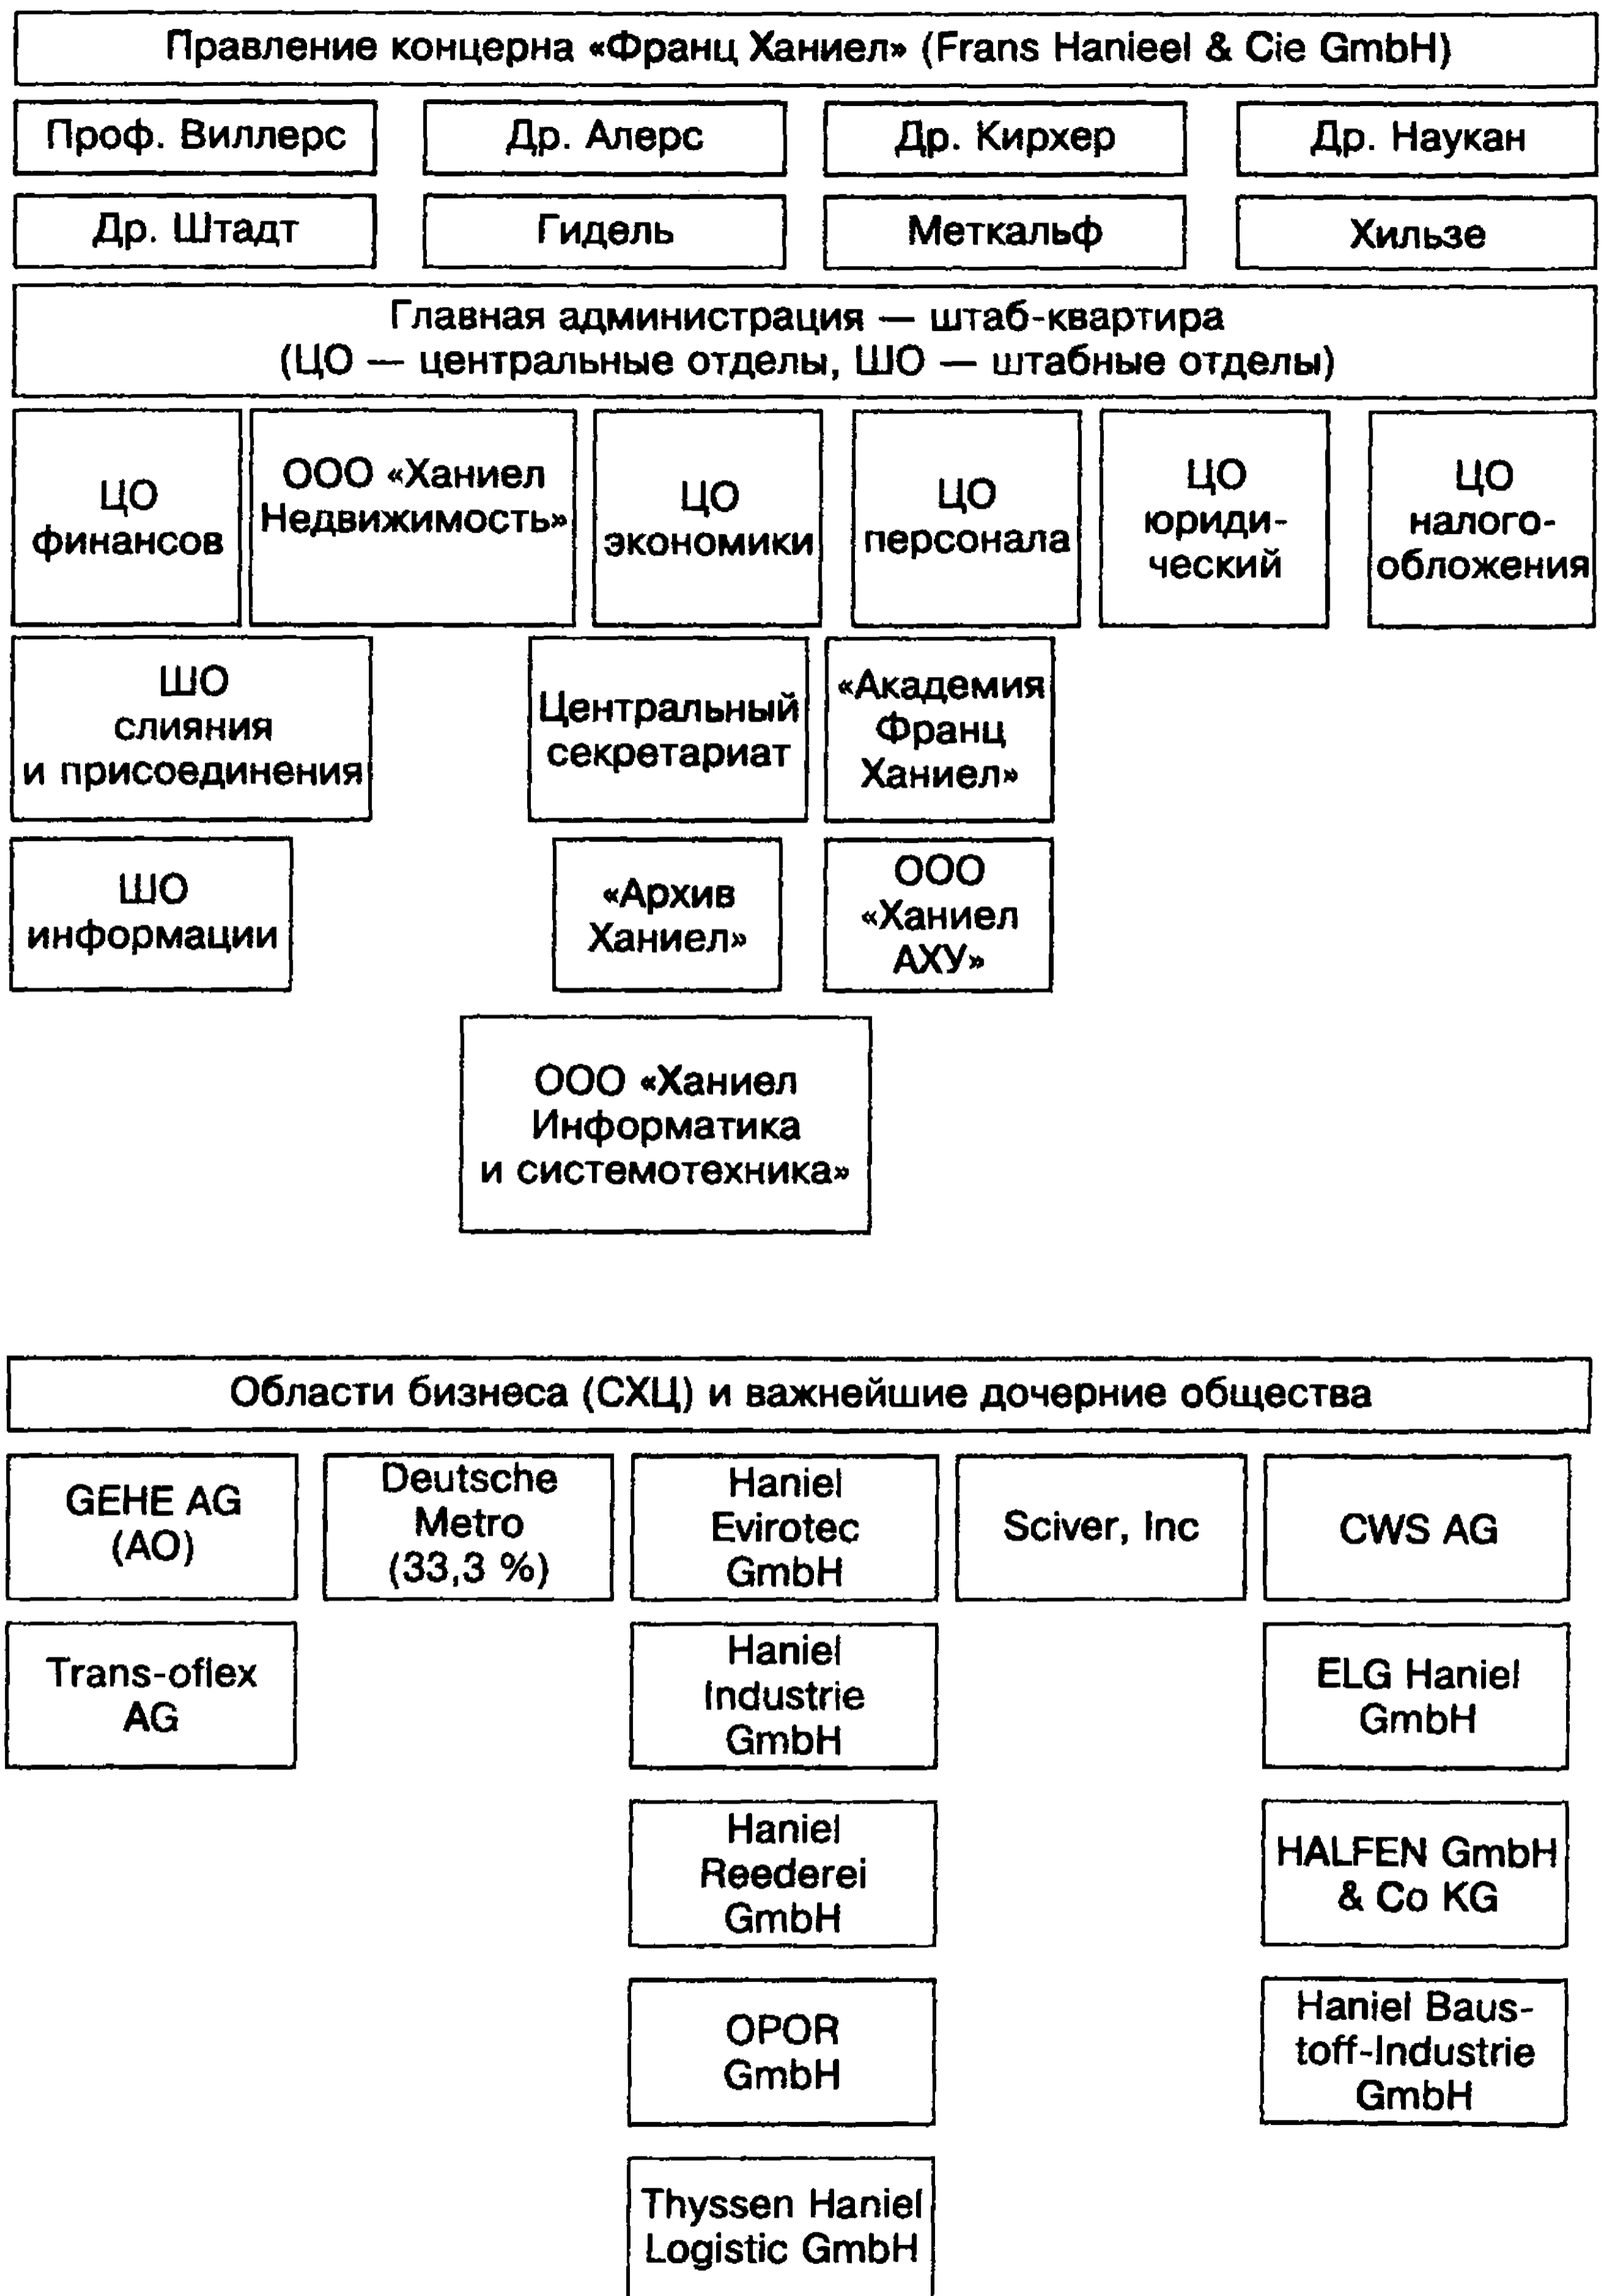 Правление концерна «Франц Ханиел» (Frans Hanieel & Cie GmbH)
Проф. Виллерс
Др. Алерс
Др. Кирхер
Др. Наукан
Др. Штадт
Гидель
Меткальф
Хильзе
Главная администрация — штаб-квартира
(ЦО — центральные отделы, ШО — штабные отделы)
ЦО
финансов
ООО «Ханиел
Недвижимость»
ЦО
экономики
ЦО
персонала
ЦО
юриди-
ческий
ЦО
налого-
обложения
ШО
слияния
и присоединения
Центральный
секретариат
«Академия
Франц
Ханиел»
ШО
информации
«Архив
Ханиел»
ООО
«Ханиел
АХУ»
ООО «Ханиел
Информатика
и системотехника»
Области бизнеса (СХЦ) и важнейшие дочерние общества
GEHE AG
(АО)
Deutsche
Metro
(33,3 %)
Haniel
Evirotec
GmbH
Sciver, Inc
CWS AG
Trans-oflex
AG
Haniel
Industrie
GmbH
ELG Haniel
GmbH
Haniel
Reederei
GmbH
HALFEN GmbH
& Co KG
OPOR
GmbH
Haniel Baus-
toff-Industrie
GmbH
Thyssen Haniel
Logistic GmbH